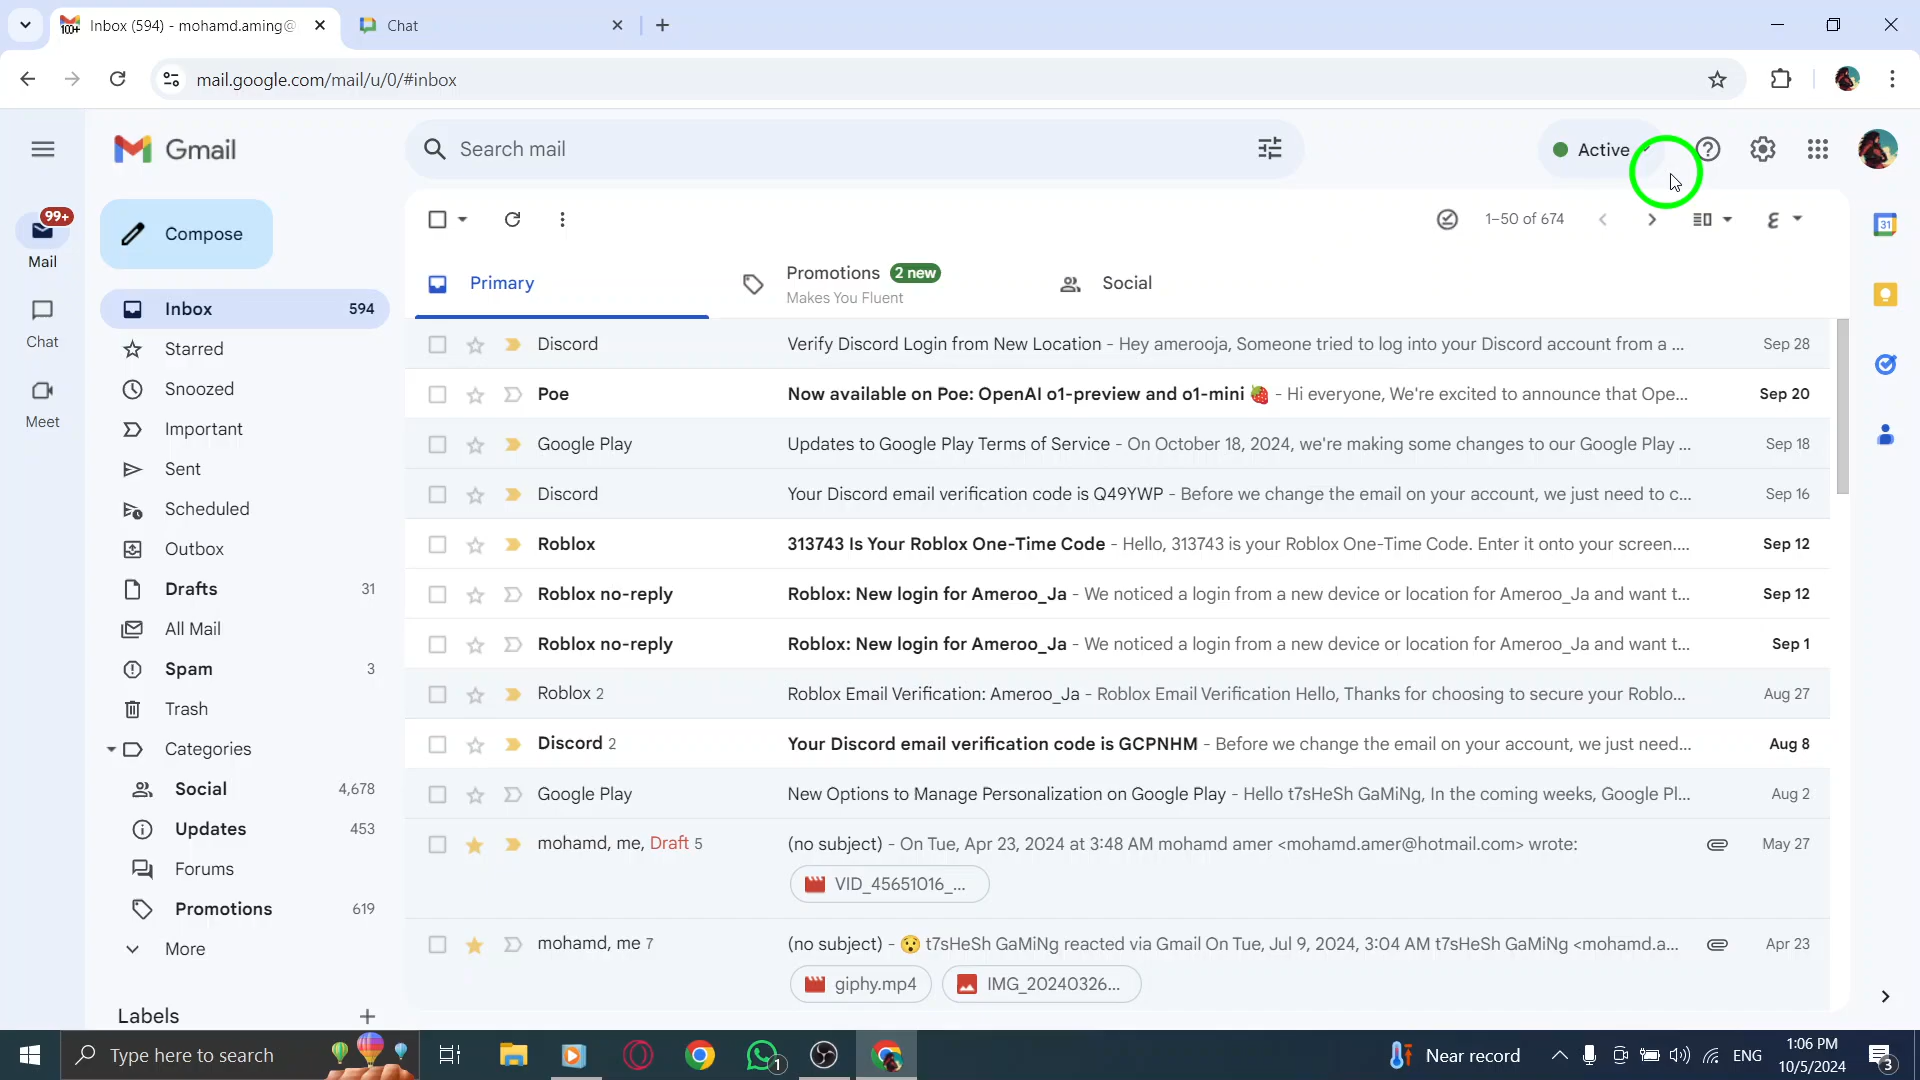 Inbox (594) - mohamd.aming@
Chat
mail.google.com/mail/u/0/#inbox
Gmail
Search mail
Active
99+
Mail
Chat
Meet
Compose
Inbox 594
Starred
Snoozed
Important
Sent
Scheduled
Outbox
Drafts 31
All Mail
Spam 3
Trash
Categories
Social 4,678
Updates 453
Forums
Promotions 619
More
Labels
1–50 of 674
Primary
Promotions 2 new
Makes You Fluent
Social
Discord Verify Discord Login from New Location - Hey amerooja, Someone tried to log into your Discord account from a ... Sep 28
Poe Now available on Poe: OpenAI o1-preview and o1-mini 🍓 - Hi everyone, We're excited to announce that Ope... Sep 20
Google Play Updates to Google Play Terms of Service - On October 18, 2024, we're making some changes to our Google Play ... Sep 18
Discord Your Discord email verification code is Q49YWP - Before we change the email on your account, we just need to c... Sep 16
Roblox 313743 Is Your Roblox One-Time Code - Hello, 313743 is your Roblox One-Time Code. Enter it onto your screen.... Sep 12
Roblox no-reply Roblox: New login for Ameroo_Ja - We noticed a login from a new device or location for Ameroo_Ja and want t... Sep 12
Roblox no-reply Roblox: New login for Ameroo_Ja - We noticed a login from a new device or location for Ameroo_Ja and want t... Sep 1
Roblox 2 Roblox Email Verification: Ameroo_Ja - Roblox Email Verification Hello, Thanks for choosing to secure your Roblo... Aug 27
Discord 2 Your Discord email verification code is GCPNHM - Before we change the email on your account, we just need... Aug 8
Google Play New Options to Manage Personalization on Google Play - Hello t7sHeSh GaMiNg, In the coming weeks, Google Pl... Aug 2
mohamd, me, Draft 5 (no subject) - On Tue, Apr 23, 2024 at 3:48 AM mohamd amer <mohamd.amer@hotmail.com> wrote: May 27
VID_45651016_...
mohamd, me 7 (no subject) - 😯 t7sHeSh GaMiNg reacted via Gmail On Tue, Jul 9, 2024, 3:04 AM t7sHeSh GaMiNg <mohamd.a... Apr 23
giphy.mp4 IMG_20240326...
Type here to search
1
Near record
ENG
1:06 PM
10/5/2024
3